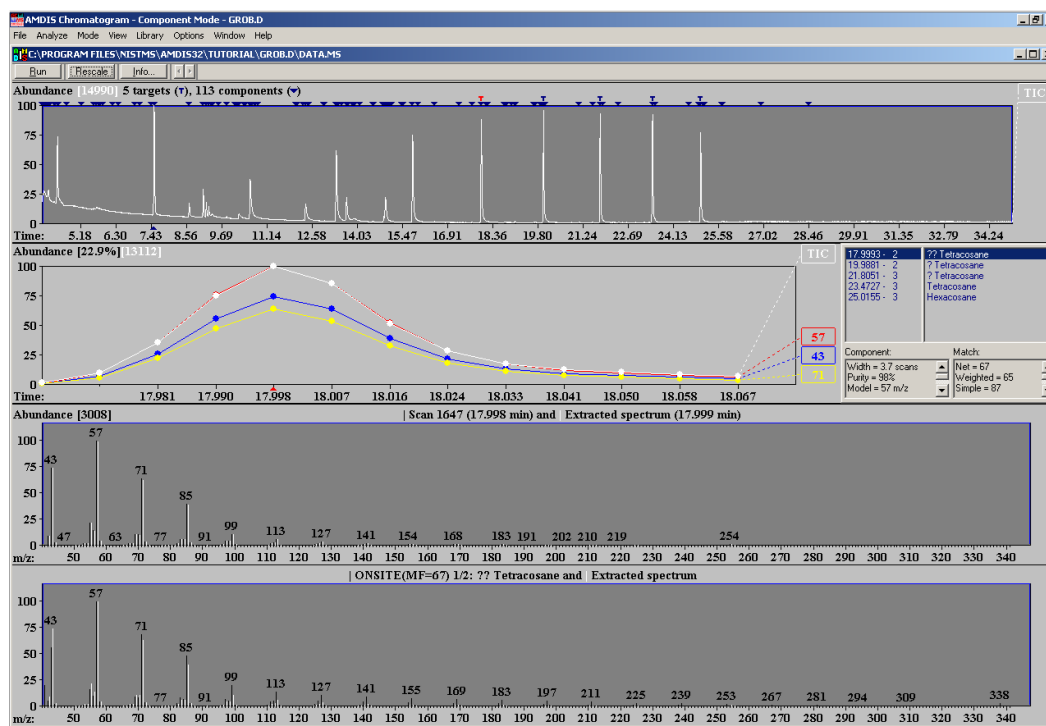 AMDIS Chromatogram - Component Mode - GROB.D
File Analyze Mode View Library Options Window Help
C:\PROGRAM FILES\NISTMS\AMDIS32\TUTORIAL\GROB.D\DATA.MS
Run Rescale Info...
Abundance [14990] 5 targets (T), 113 components (▼)
TIC
100
75
50
25
0
Time: 5.18 6.30 7.43 8.56 9.69 11.14 12.58 14.03 15.47 16.91 18.36 19.80 21.24 22.69 24.13 25.58 27.02 28.46 29.91 31.35 32.79 34.24
Abundance [22.9%] [13112]
TIC
100
75
50
25
0
57
43
71
Time: 17.981 17.990 17.998 18.007 18.016 18.024 18.033 18.041 18.050 18.058 18.067
17.9993 - 2 ?? Tetracosane
19.9881 - 2 ? Tetracosane
21.8051 - 3 ? Tetracosane
23.4727 - 3 Tetracosane
25.0155 - 3 Hexacosane
Component: Match:
Width = 3.7 scans Net = 67
Purity = 98% Weighted = 65
Model = 57 m/z Simple = 87
Abundance [3008] | Scan 1647 (17.998 min) and | Extracted spectrum (17.999 min)
100
75
50
25
0
43 47 57 63 71 77 85 91 99 113 127 141 154 168 183 191 202 210 219 254
m/z: 50 60 70 80 90 100 110 120 130 140 150 160 170 180 190 200 210 220 230 240 250 260 270 280 290 300 310 320 330 340
| ONSITE(MF=67) 1/2: ?? Tetracosane and | Extracted spectrum
100
75
50
25
0
43 57 71 77 85 91 99 113 127 141 155 169 183 197 211 225 239 253 267 281 294 309 338
m/z: 50 60 70 80 90 100 110 120 130 140 150 160 170 180 190 200 210 220 230 240 250 260 270 280 290 300 310 320 330 340